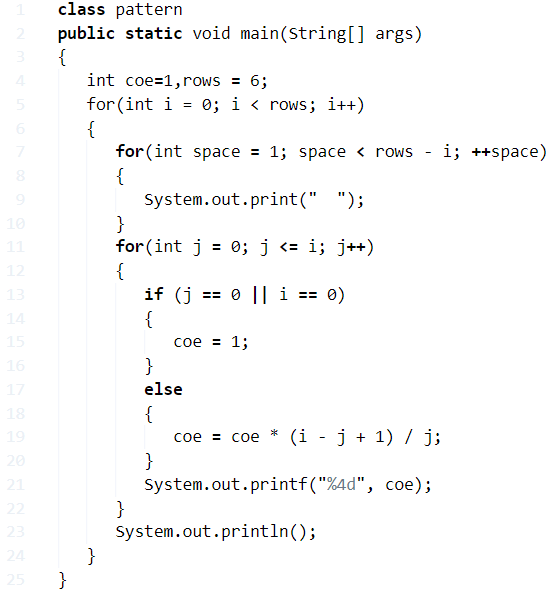 1 class pattern
2 public static void main(String[] args)
3 {
4 int coe=1,rows = 6;
5 for(int i = 0; i < rows; i++)
6 {
7 for(int space = 1; space < rows - i; ++space)
8 {
9 System.out.print("  ");
10 }
11 for(int j = 0; j <= i; j++)
12 {
13 if (j == 0 || i == 0)
14 {
15 coe = 1;
16 }
17 else
18 {
19 coe = coe * (i - j + 1) / j;
20 }
21 System.out.printf("%4d", coe);
22 }
23 System.out.println();
24 }
25 }